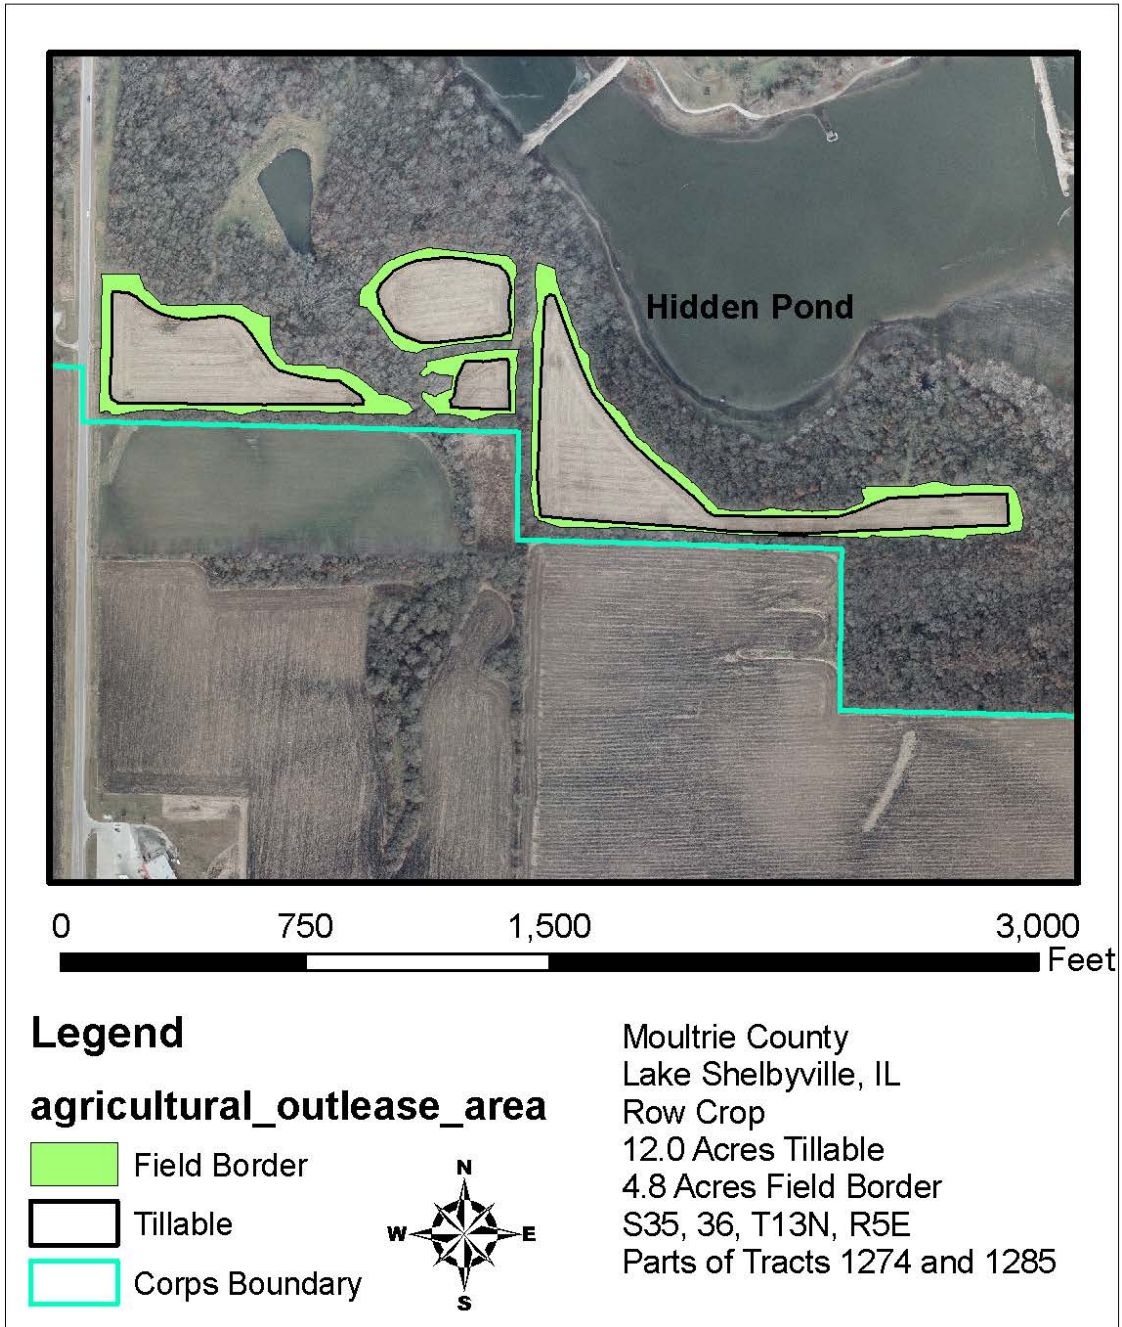 Hidden Pond
0 750 1,500 3,000
Feet
Legend
agricultural_outlease_area
Field Border
Tillable
Corps Boundary
N
W E
S
Moultrie County
Lake Shelbyville, IL
Row Crop
12.0 Acres Tillable
4.8 Acres Field Border
S35, 36, T13N, R5E
Parts of Tracts 1274 and 1285